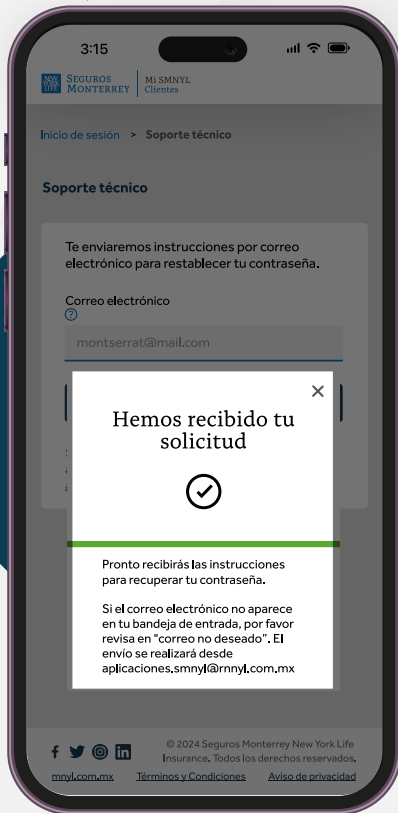 3:15
NEW YORK LIFE
SEGUROS MONTERREY
Mi SMNYL
Clientes
Inicio de sesión > Soporte técnico
Soporte técnico
Te enviaremos instrucciones por correo
electrónico para restablecer tu contraseña.
Correo electrónico
?
montserrat@mail.com
Hemos recibido tu
solicitud
Pronto recibirás las instrucciones
para recuperar tu contraseña.
Si el correo electrónico no aparece
en tu bandeja de entrada, por favor
revisa en "correo no deseado". El
envío se realizará desde
aplicaciones.smnyl@mnyl.com.mx
© 2024 Seguros Monterrey New York Life
Insurance. Todos los derechos reservados.
mnyl.com.mx Términos y Condiciones Aviso de privacidad